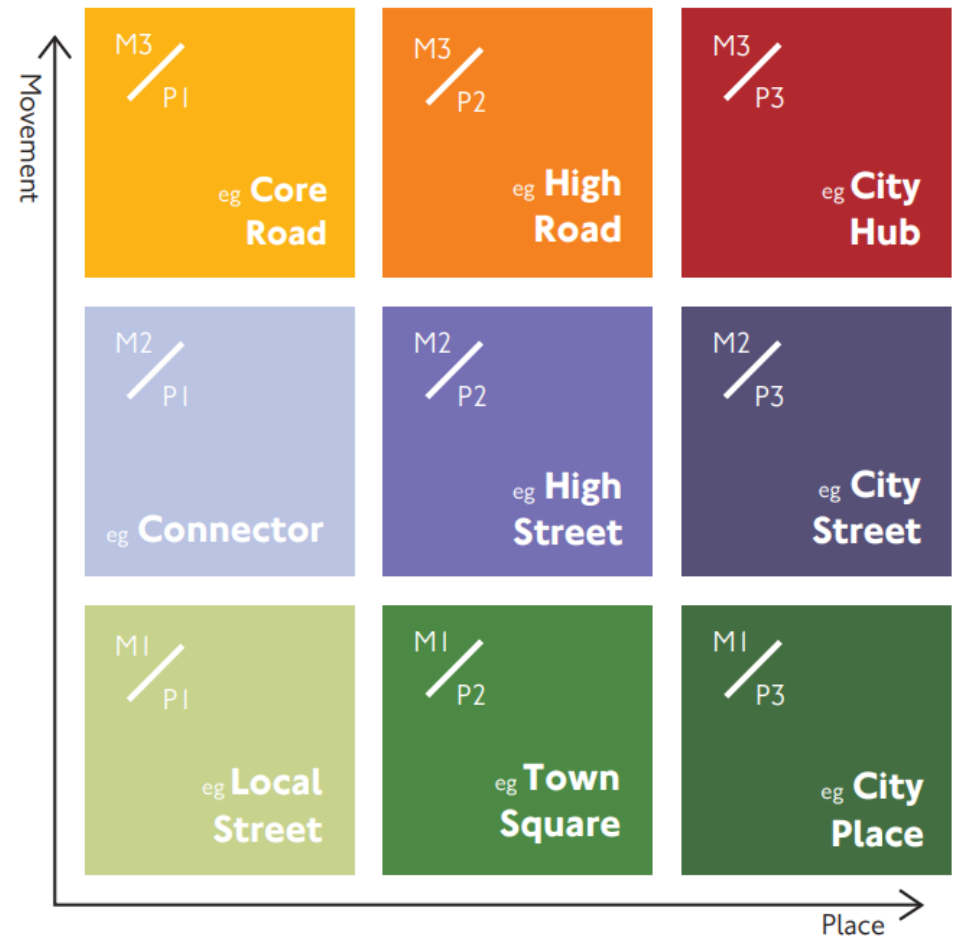 Movement
M3
P1
eg Core
Road
M3
P2
eg High
Road
M3
P3
eg City
Hub
M2
P1
eg Connector
M2
P2
eg High
Street
M2
P3
eg City
Street
M1
P1
eg Local
Street
M1
P2
eg Town
Square
M1
P3
eg City
Place
Place